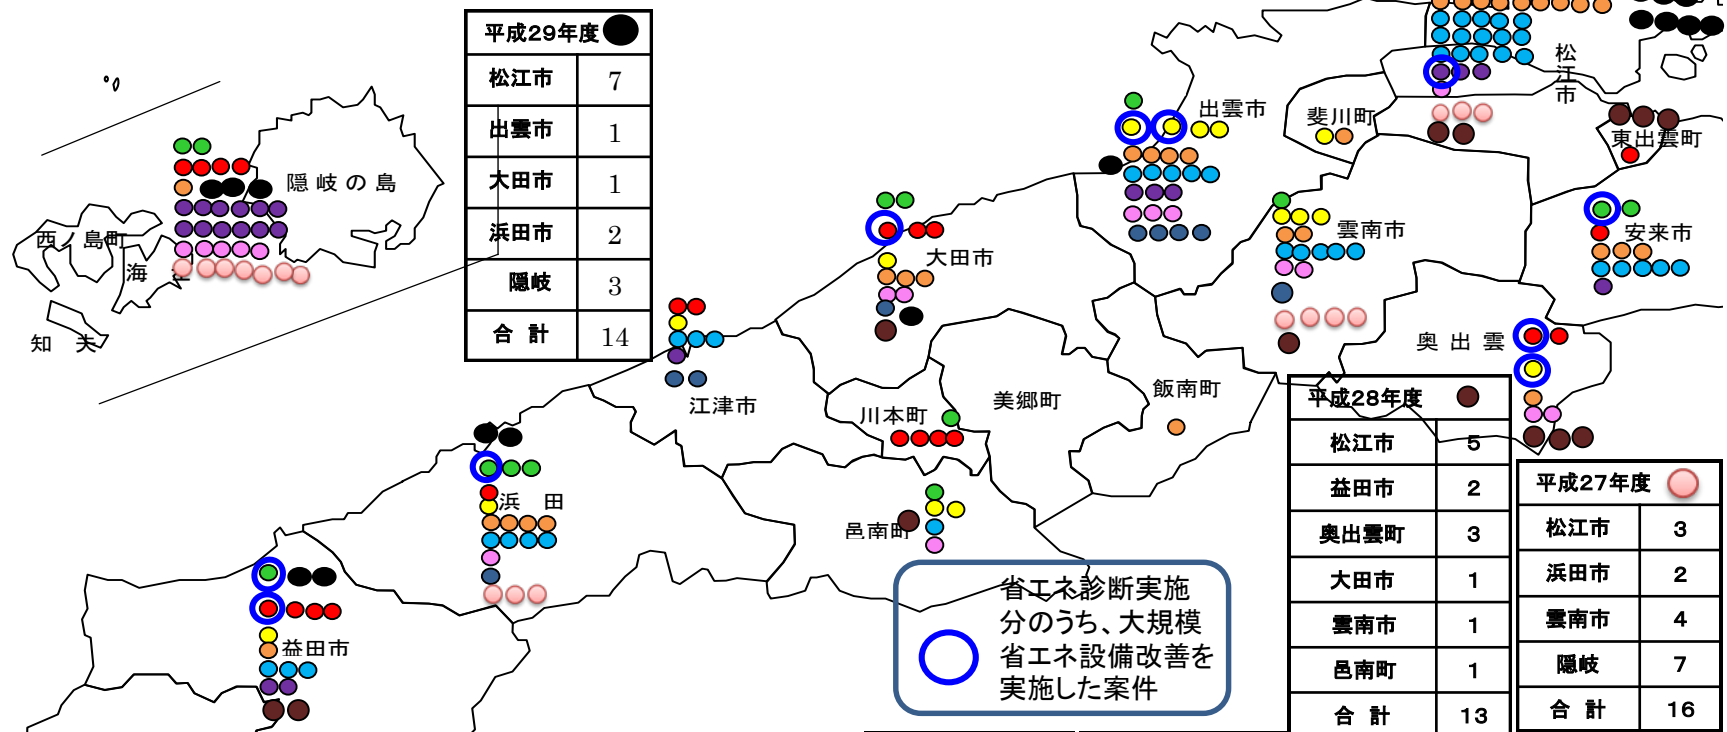 平成29年度
松江市 7
出雲市 1
大田市 1
浜田市 2
隠岐 3
合 計 14
隠岐の島
西ノ島町
海 士
知 夫
松江市
出雲市
斐川町
東出雲町
安来市
雲南市
大田市
奥出雲
飯南町
美郷町
川本町
江津市
浜 田
邑南町
益田市
省エネ診断実施
分のうち、大規模
省エネ設備改善を
実施した案件
平成28年度
松江市 5
益田市 2
奥出雲町 3
大田市 1
雲南市 1
邑南町 1
合 計 13
平成27年度
松江市 3
浜田市 2
雲南市 4
隠岐 7
合 計 16